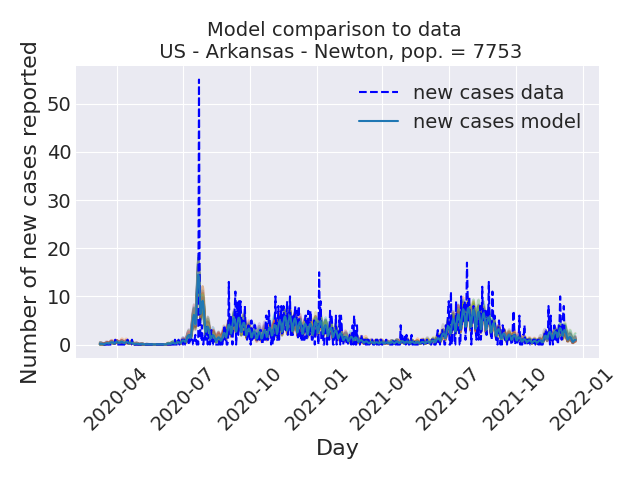 Model comparison to data
US - Arkansas - Newton, pop. = 7753
Number of new cases reported
50
40
30
20
10
0
new cases data
new cases model
2020-04
2020-07
2020-10
2021-01
2021-04
2021-07
2021-10
2022-01
Day